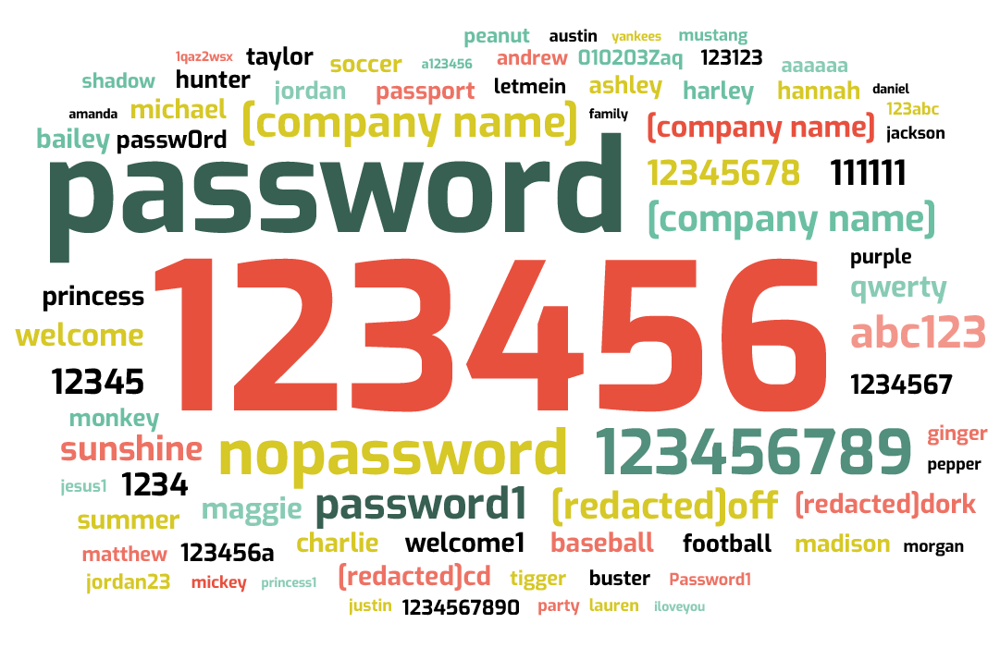 peanut austin yankees mustang
1qaz2wsx taylor soccer a123456 andrew 010203Zaq 123123 aaaaaa
shadow hunter jordan passport letmein ashley harley hannah daniel
amanda michael [company name] family [company name] 123abc
bailey passw0rd jackson
password 12345678 111111
[company name]
123456 purple
princess qwerty
welcome abc123
12345 1234567
monkey
sunshine nopassword 123456789 ginger
pepper
jesus1 1234
summer maggie password1 [redacted]off [redacted]dork
matthew 123456a charlie welcome1 baseball football madison morgan
jordan23 mickey princess1 [redacted]cd tigger buster Password1
justin 1234567890 party lauren iloveyou